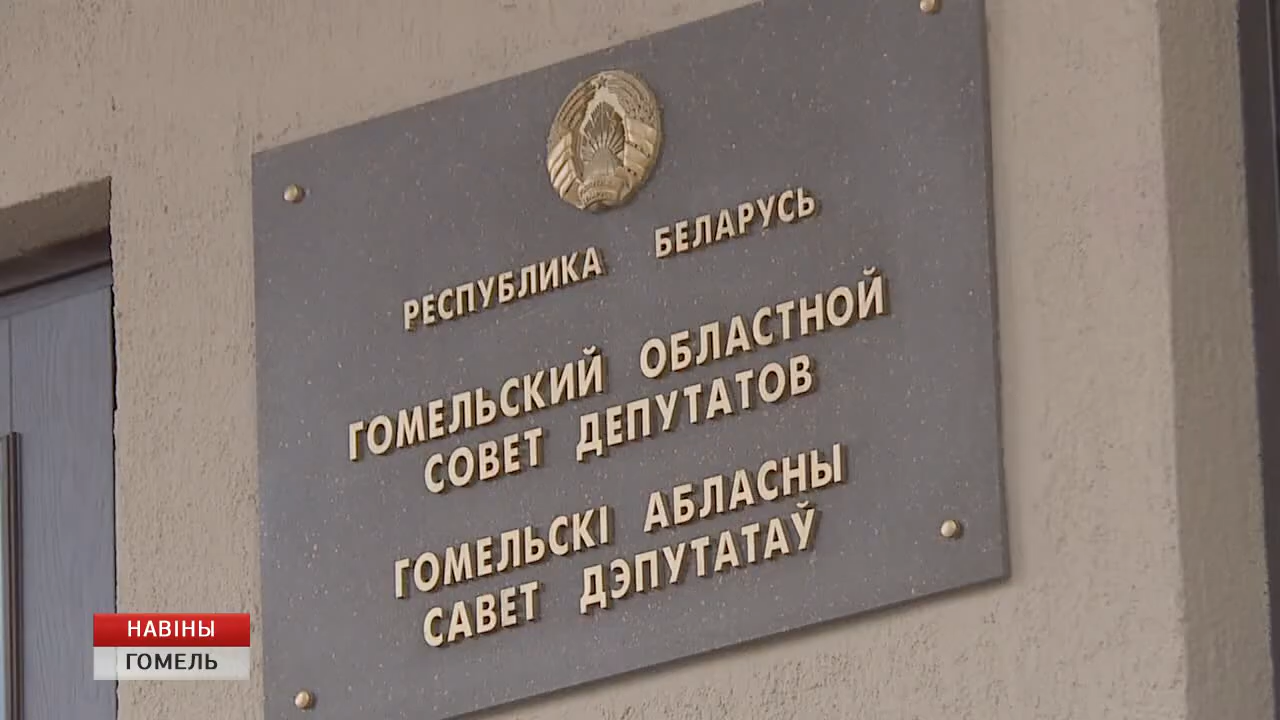 РЕСПУБЛИКА БЕЛАРУСЬ
ГОМЕЛЬСКИЙ ОБЛАСТНОЙ
СОВЕТ ДЕПУТАТОВ
ГОМЕЛЬСКІ АБЛАСНЫ
САВЕТ ДЭПУТАТАЎ
НАВІНЫ
ГОМЕЛЬ